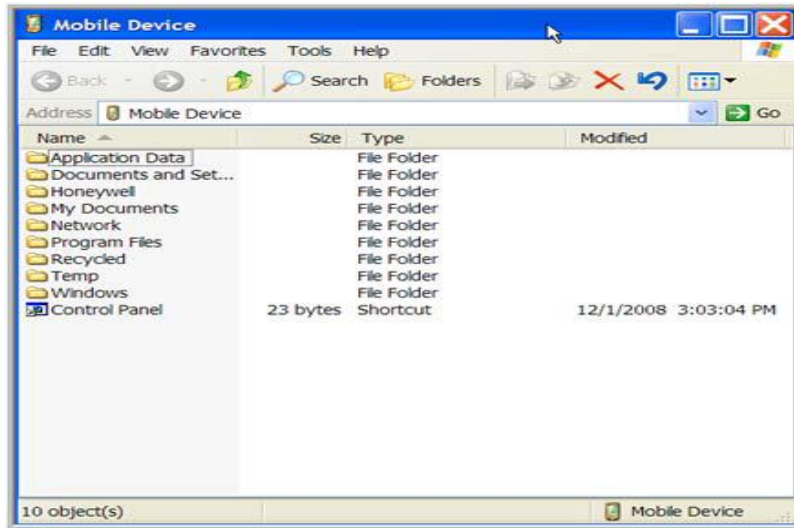 Mobile Device
File Edit View Favorites Tools Help
Back Search Folders
Address Mobile Device Go
Name Size Type Modified
Application Data File Folder
Documents and Set... File Folder
Honeywell File Folder
My Documents File Folder
Network File Folder
Program Files File Folder
Recycled File Folder
Temp File Folder
Windows File Folder
Control Panel 23 bytes Shortcut 12/1/2008 3:03:04 PM
10 object(s) Mobile Device